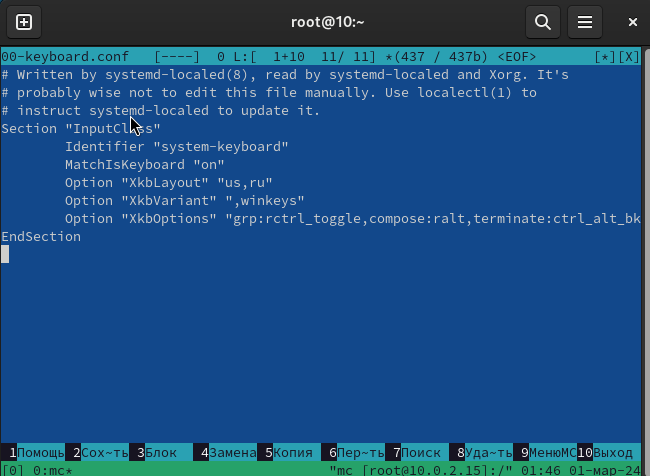 root@10:~
00-keyboard.conf [----] 0 L:[ 1+10 11/ 11] *(437 / 437b) <EOF> [*][X]
# Written by systemd-localed(8), read by systemd-localed and Xorg. It's
# probably wise not to edit this file manually. Use localectl(1) to
# instruct systemd-localed to update it.
Section "InputClass"
Identifier "system-keyboard"
MatchIsKeyboard "on"
Option "XkbLayout" "us,ru"
Option "XkbVariant" ",winkeys"
Option "XkbOptions" "grp:rctrl_toggle,compose:ralt,terminate:ctrl_alt_bk
EndSection
1Помощь 2Сох~ть 3Блок 4Замена 5Копия 6Пер~ть 7Поиск 8Уда~ть 9МенюMC 10Выход
[0] 0:mc* "mc [root@10.0.2.15]:/" 01:46 01-мар-24